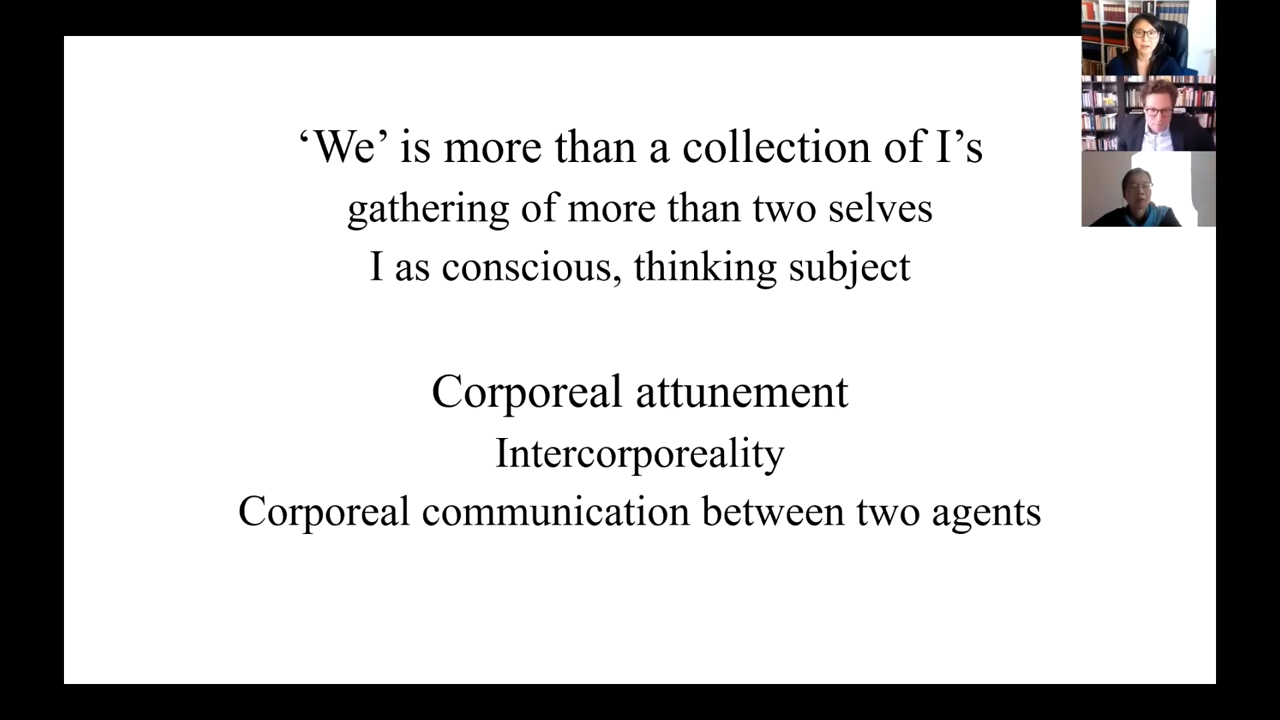 ‘We’ is more than a collection of I’s
gathering of more than two selves
I as conscious, thinking subject
Corporeal attunement
Intercorporeality
Corporeal communication between two agents